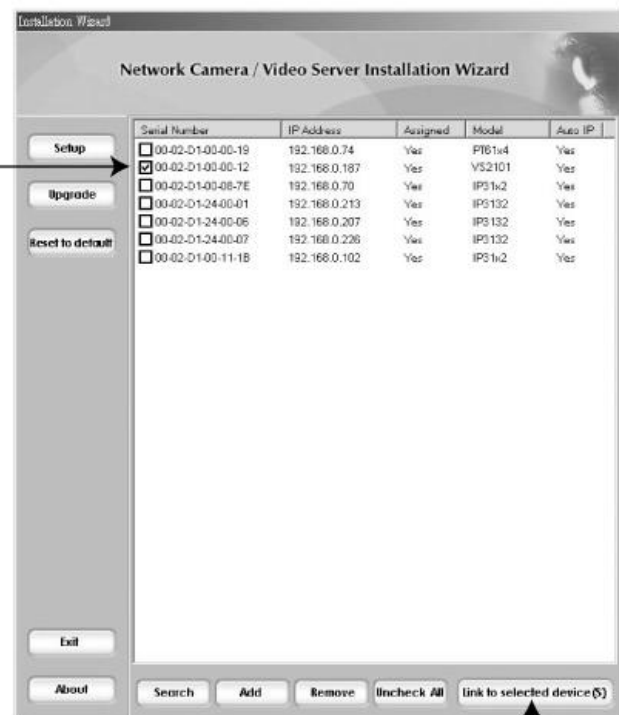 Installation Wizard
Network Camera / Video Server Installation Wizard
Setup
Upgrade
Reset to default
Serial Number IP Address Assigned Model Auto IP
00-02-D1-00-00-19 192.168.0.74 Yes PT61x4 Yes
00-02-D1-00-00-12 192.168.0.187 Yes VS2101 Yes
00-02-D1-00-08-7E 192.168.0.70 Yes IP31x2 Yes
00-02-D1-24-00-01 192.168.0.213 Yes IP3132 Yes
00-02-D1-24-00-06 192.168.0.207 Yes IP3132 Yes
00-02-D1-24-00-07 192.168.0.226 Yes IP3132 Yes
00-02-D1-00-11-1B 192.168.0.102 Yes IP31x2 Yes
Exit
About
Search Add Remove Uncheck All Link to selected device(S)